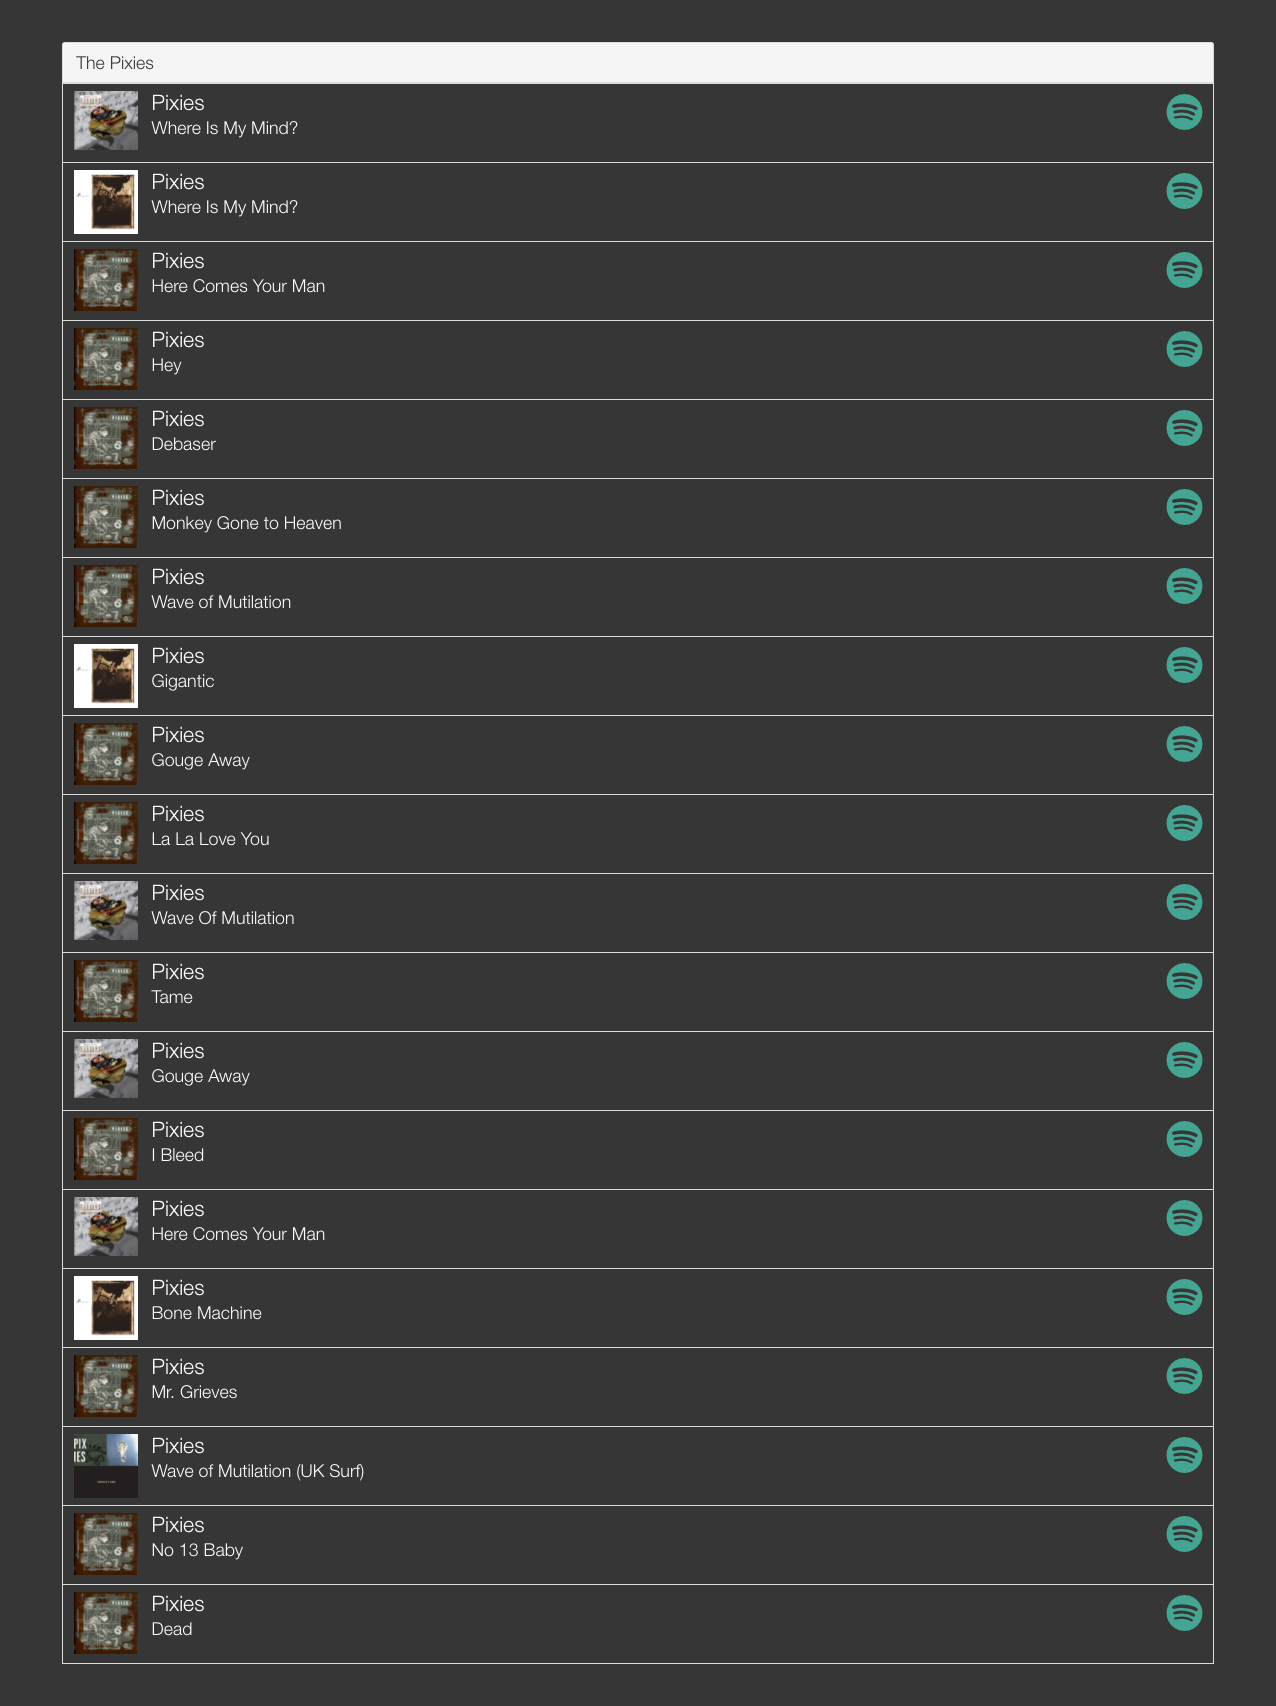 The Pixies
Pixies
Where Is My Mind?
Pixies
Where Is My Mind?
Pixies
Here Comes Your Man
Pixies
Hey
Pixies
Debaser
Pixies
Monkey Gone to Heaven
Pixies
Wave of Mutilation
Pixies
Gigantic
Pixies
Gouge Away
Pixies
La La Love You
Pixies
Wave Of Mutilation
Pixies
Tame
Pixies
Gouge Away
Pixies
I Bleed
Pixies
Here Comes Your Man
Pixies
Bone Machine
Pixies
Mr. Grieves
PIX
IES
Pixies
Wave of Mutilation (UK Surf)
Pixies
No 13 Baby
Pixies
Dead